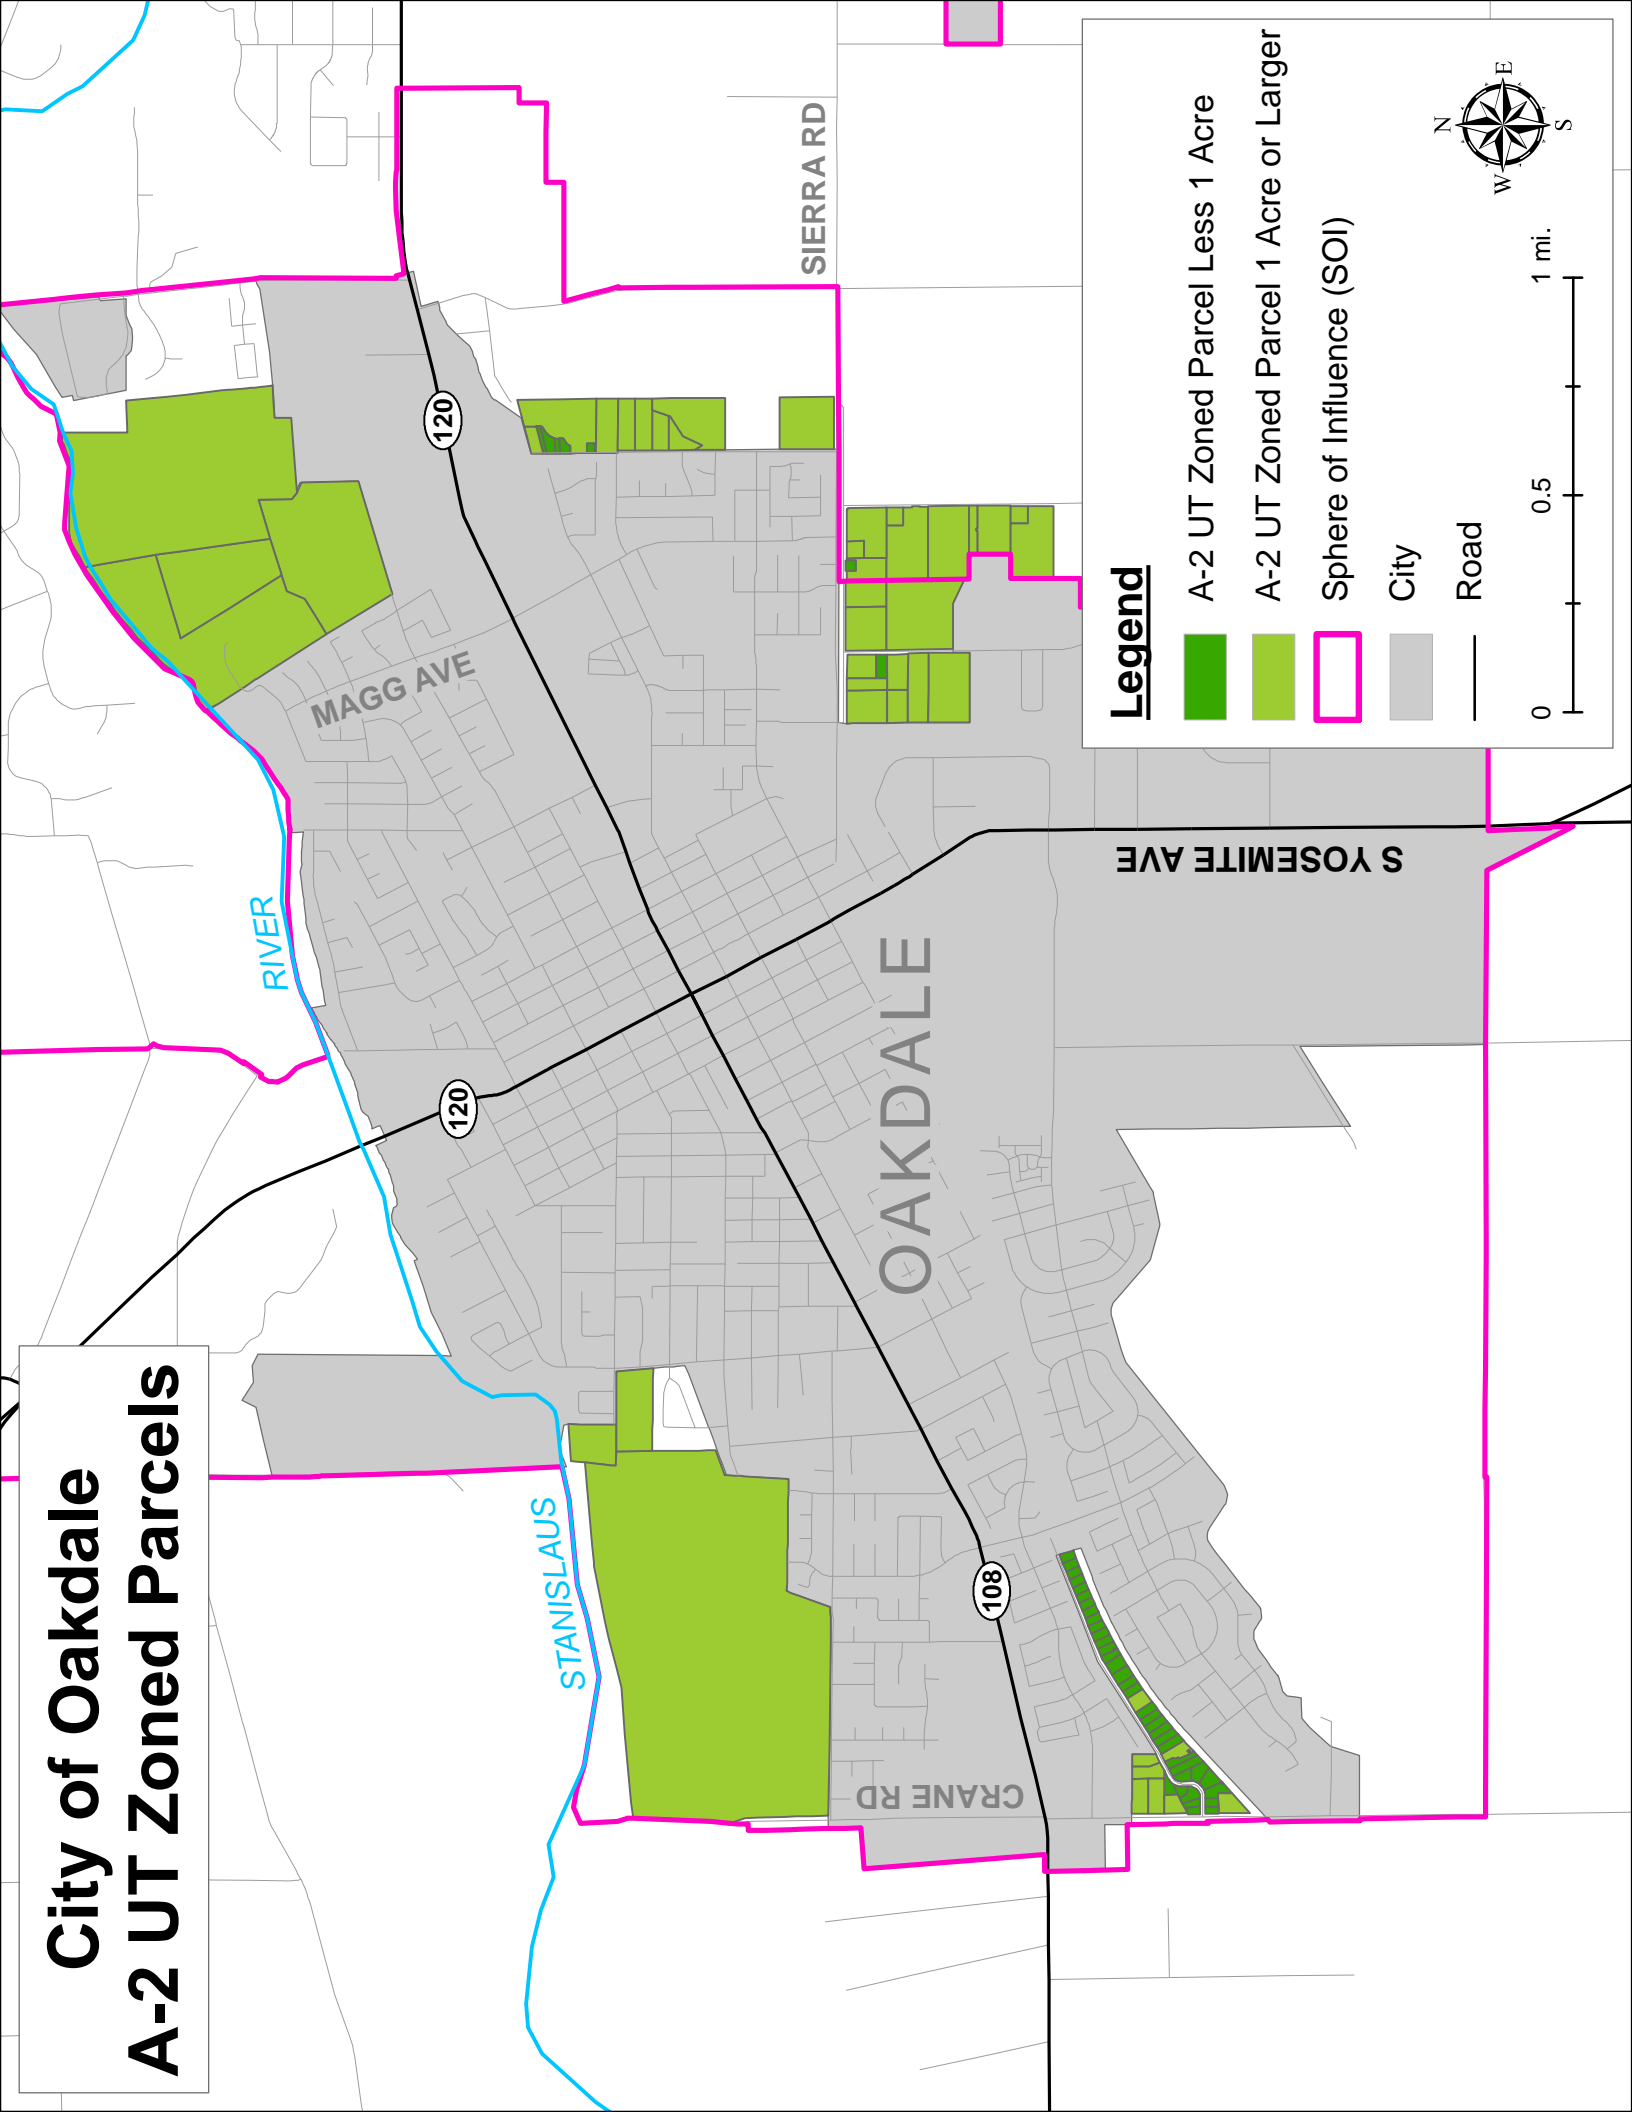 City of Oakdale
A-2 UT Zoned Parcels
STANISLAUS
RIVER
120
120
108
MAGG AVE
SIERRA RD
OAKDALE
S YOSEMITE AVE
CRANE RD
Legend
A-2 UT Zoned Parcel Less 1 Acre
A-2 UT Zoned Parcel 1 Acre or Larger
Sphere of Influence (SOI)
City
Road
0 0.5 1 mi.
N
W E
S